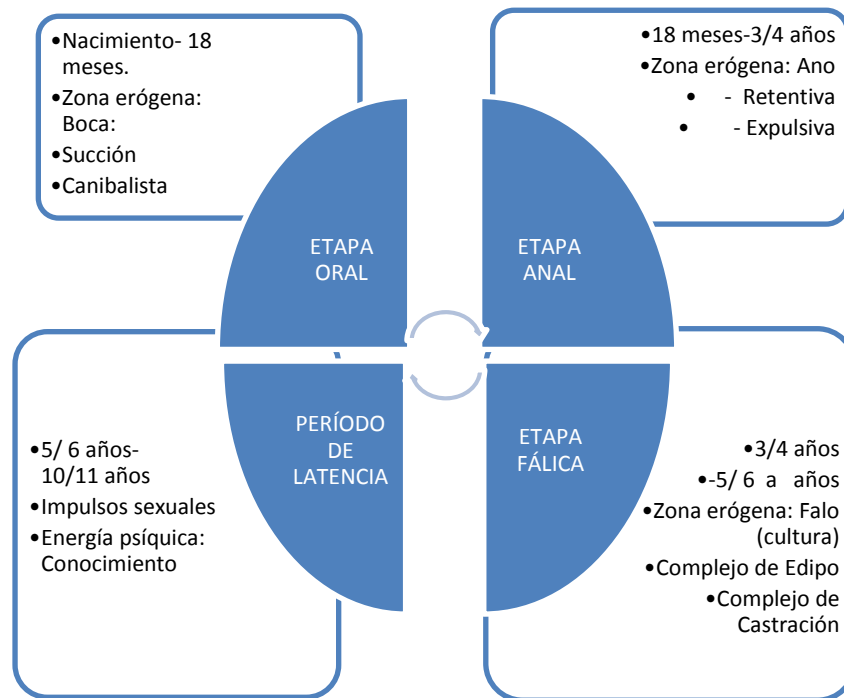 •Nacimiento- 18
meses.
•Zona erógena:
Boca:
•Succión
•Canibalista
•18 meses-3/4 años
•Zona erógena: Ano
• - Retentiva
• - Expulsiva
ETAPA
ORAL
ETAPA
ANAL
•5/ 6 años-
10/11 años
•Impulsos sexuales
•Energía psíquica:
Conocimiento
PERÍODO
DE
LATENCIA
ETAPA
FÁLICA
•3/4 años
•-5/ 6 a años
•Zona erógena: Falo
(cultura)
•Complejo de Edipo
•Complejo de
Castración